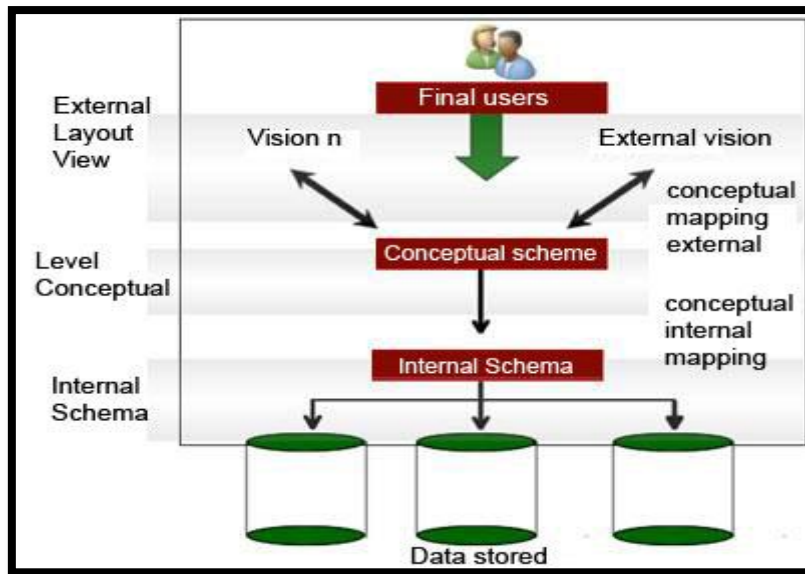 Final users
External
Layout
View
Vision n
External vision
conceptual
mapping
external
Conceptual scheme
Level
Conceptual
conceptual
internal
mapping
Internal Schema
Internal
Schema
Data stored